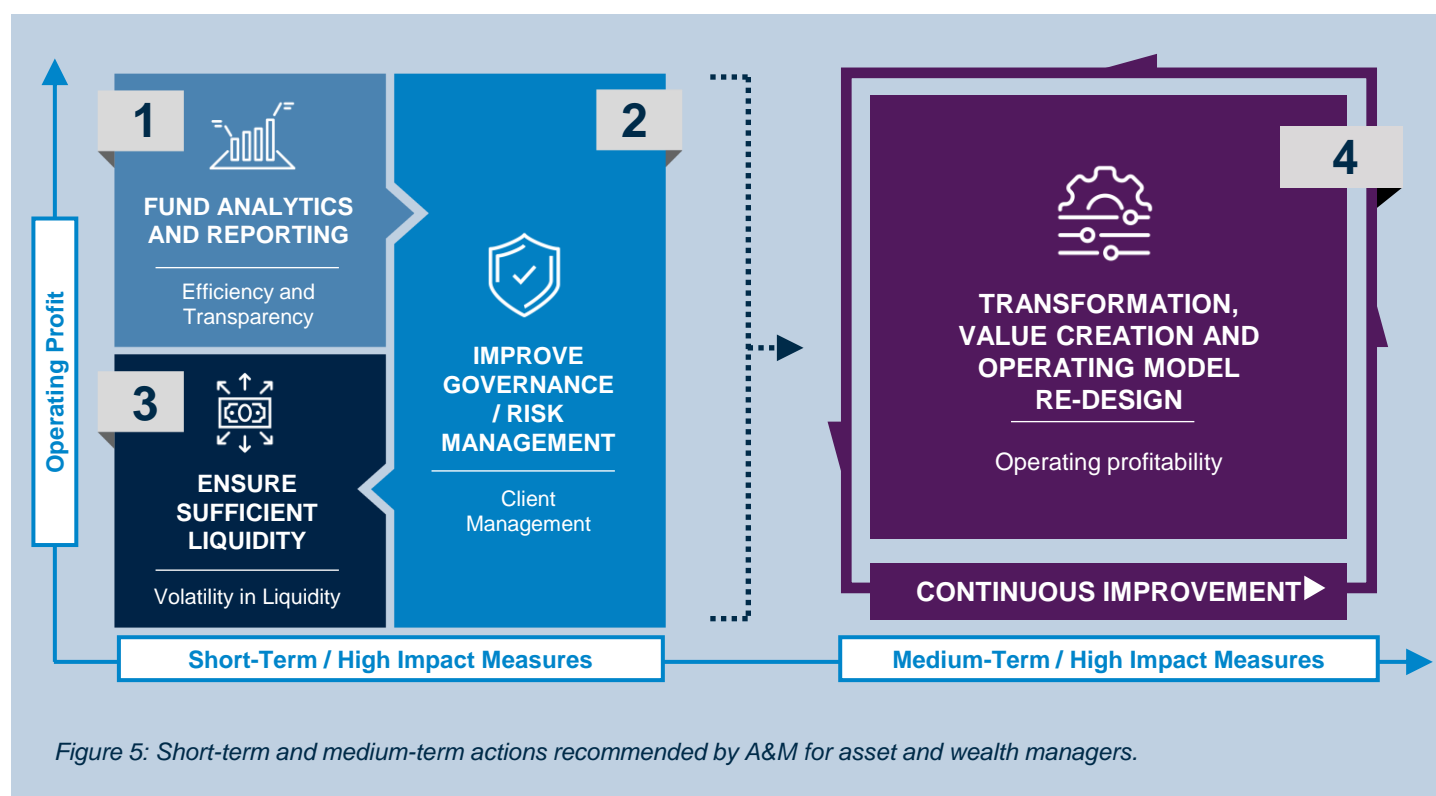 1
FUND ANALYTICS
AND REPORTING
Efficiency and
Transparency
2
IMPROVE
GOVERNANCE
/ RISK
MANAGEMENT
Client
Management
3
ENSURE
SUFFICIENT
LIQUIDITY
Volatility in Liquidity
4
TRANSFORMATION,
VALUE CREATION AND
OPERATING MODEL
RE-DESIGN
Operating profitability
CONTINUOUS IMPROVEMENT
Operating Profit
Short-Term / High Impact Measures
Medium-Term / High Impact Measures
Figure 5: Short-term and medium-term actions recommended by A&M for asset and wealth managers.